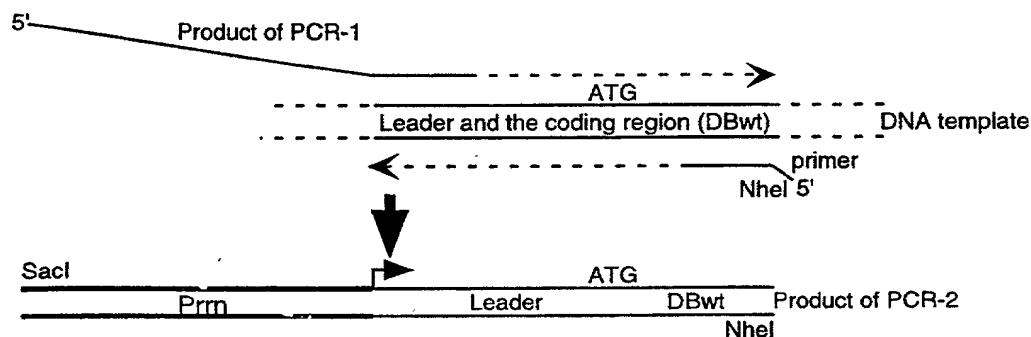 5'
Product of PCR-1
ATG
Leader and the coding region (DBwt)
DNA template
primer
NheI 5'
SacI
ATG
Prrn
Leader
DBwt
Product of PCR-2
NheI